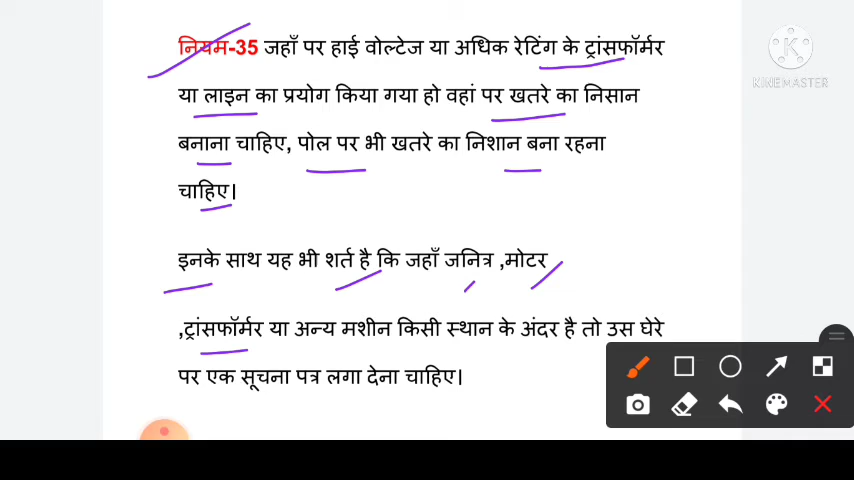 नियम-35 जहाँ पर हाई वोल्टेज या अधिक रेटिंग के ट्रांसफॉर्मर
या लाइन का प्रयोग किया गया हो वहां पर खतरे का निसान
बनाना चाहिए, पोल पर भी खतरे का निशान बना रहना
चाहिए।
इनके साथ यह भी शर्त है कि जहाँ जनित्र ,मोटर
,ट्रांसफॉर्मर या अन्य मशीन किसी स्थान के अंदर है तो उस घेरे
पर एक सूचना पत्र लगा देना चाहिए।
KINEMASTER